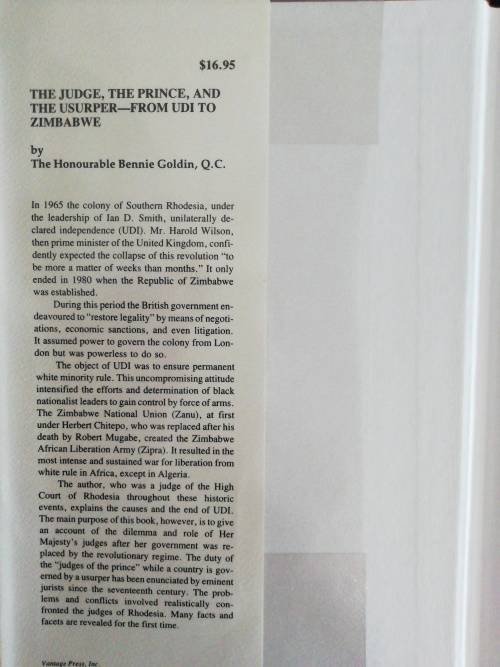 $16.95
THE JUDGE, THE PRINCE, AND
THE USURPER—FROM UDI TO
ZIMBABWE
by
The Honourable Bennie Goldin, Q.C.
In 1965 the colony of Southern Rhodesia, under
the leadership of Ian D. Smith, unilaterally de-
clared independence (UDI). Mr. Harold Wilson,
then prime minister of the United Kingdom, confi-
dently expected the collapse of this revolution “to
be more a matter of weeks than months.” It only
ended in 1980 when the Republic of Zimbabwe
was established.
During this period the British government en-
deavoured to “restore legality” by means of negoti-
ations, economic sanctions, and even litigation.
It assumed power to govern the colony from Lon-
don but was powerless to do so.
The object of UDI was to ensure permanent
white minority rule. This uncompromising attitude
intensified the efforts and determination of black
nationalist leaders to gain control by force of arms.
The Zimbabwe National Union (Zanu), at first
under Herbert Chitepo, who was replaced after his
death by Robert Mugabe, created the Zimbabwe
African Liberation Army (Zipra). It resulted in the
most intense and sustained war for liberation from
white rule in Africa, except in Algeria.
The author, who was a judge of the High
Court of Rhodesia throughout these historic
events, explains the causes and the end of UDI.
The main purpose of this book, however, is to give
an account of the dilemma and role of Her
Majesty’s judges after her government was re-
placed by the revolutionary regime. The duty of
the “judges of the prince” while a country is gov-
erned by a usurper has been enunciated by eminent
jurists since the seventeenth century. The prob-
lems and conflicts involved realistically con-
fronted the judges of Rhodesia. Many facts and
facets are revealed for the first time.
Vantage Press, Inc.